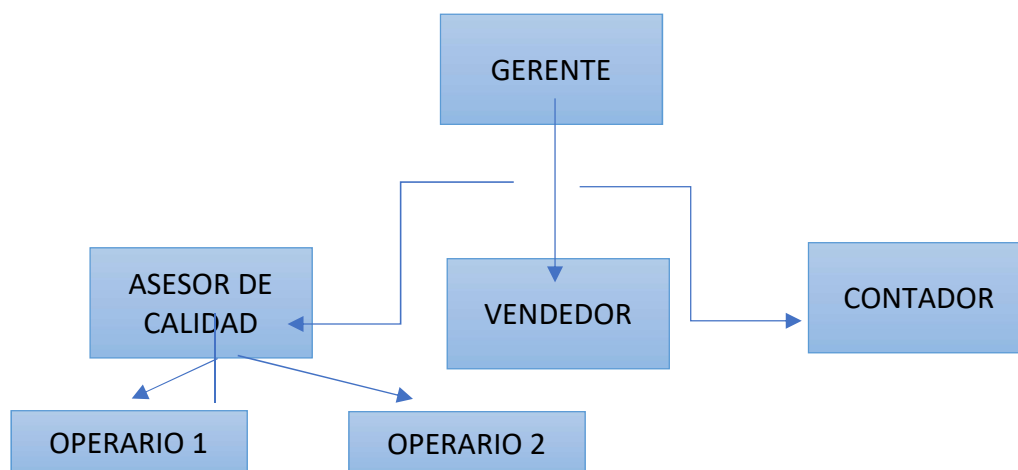 GERENTE
ASESOR DE
CALIDAD
VENDEDOR
CONTADOR
OPERARIO 1
OPERARIO 2